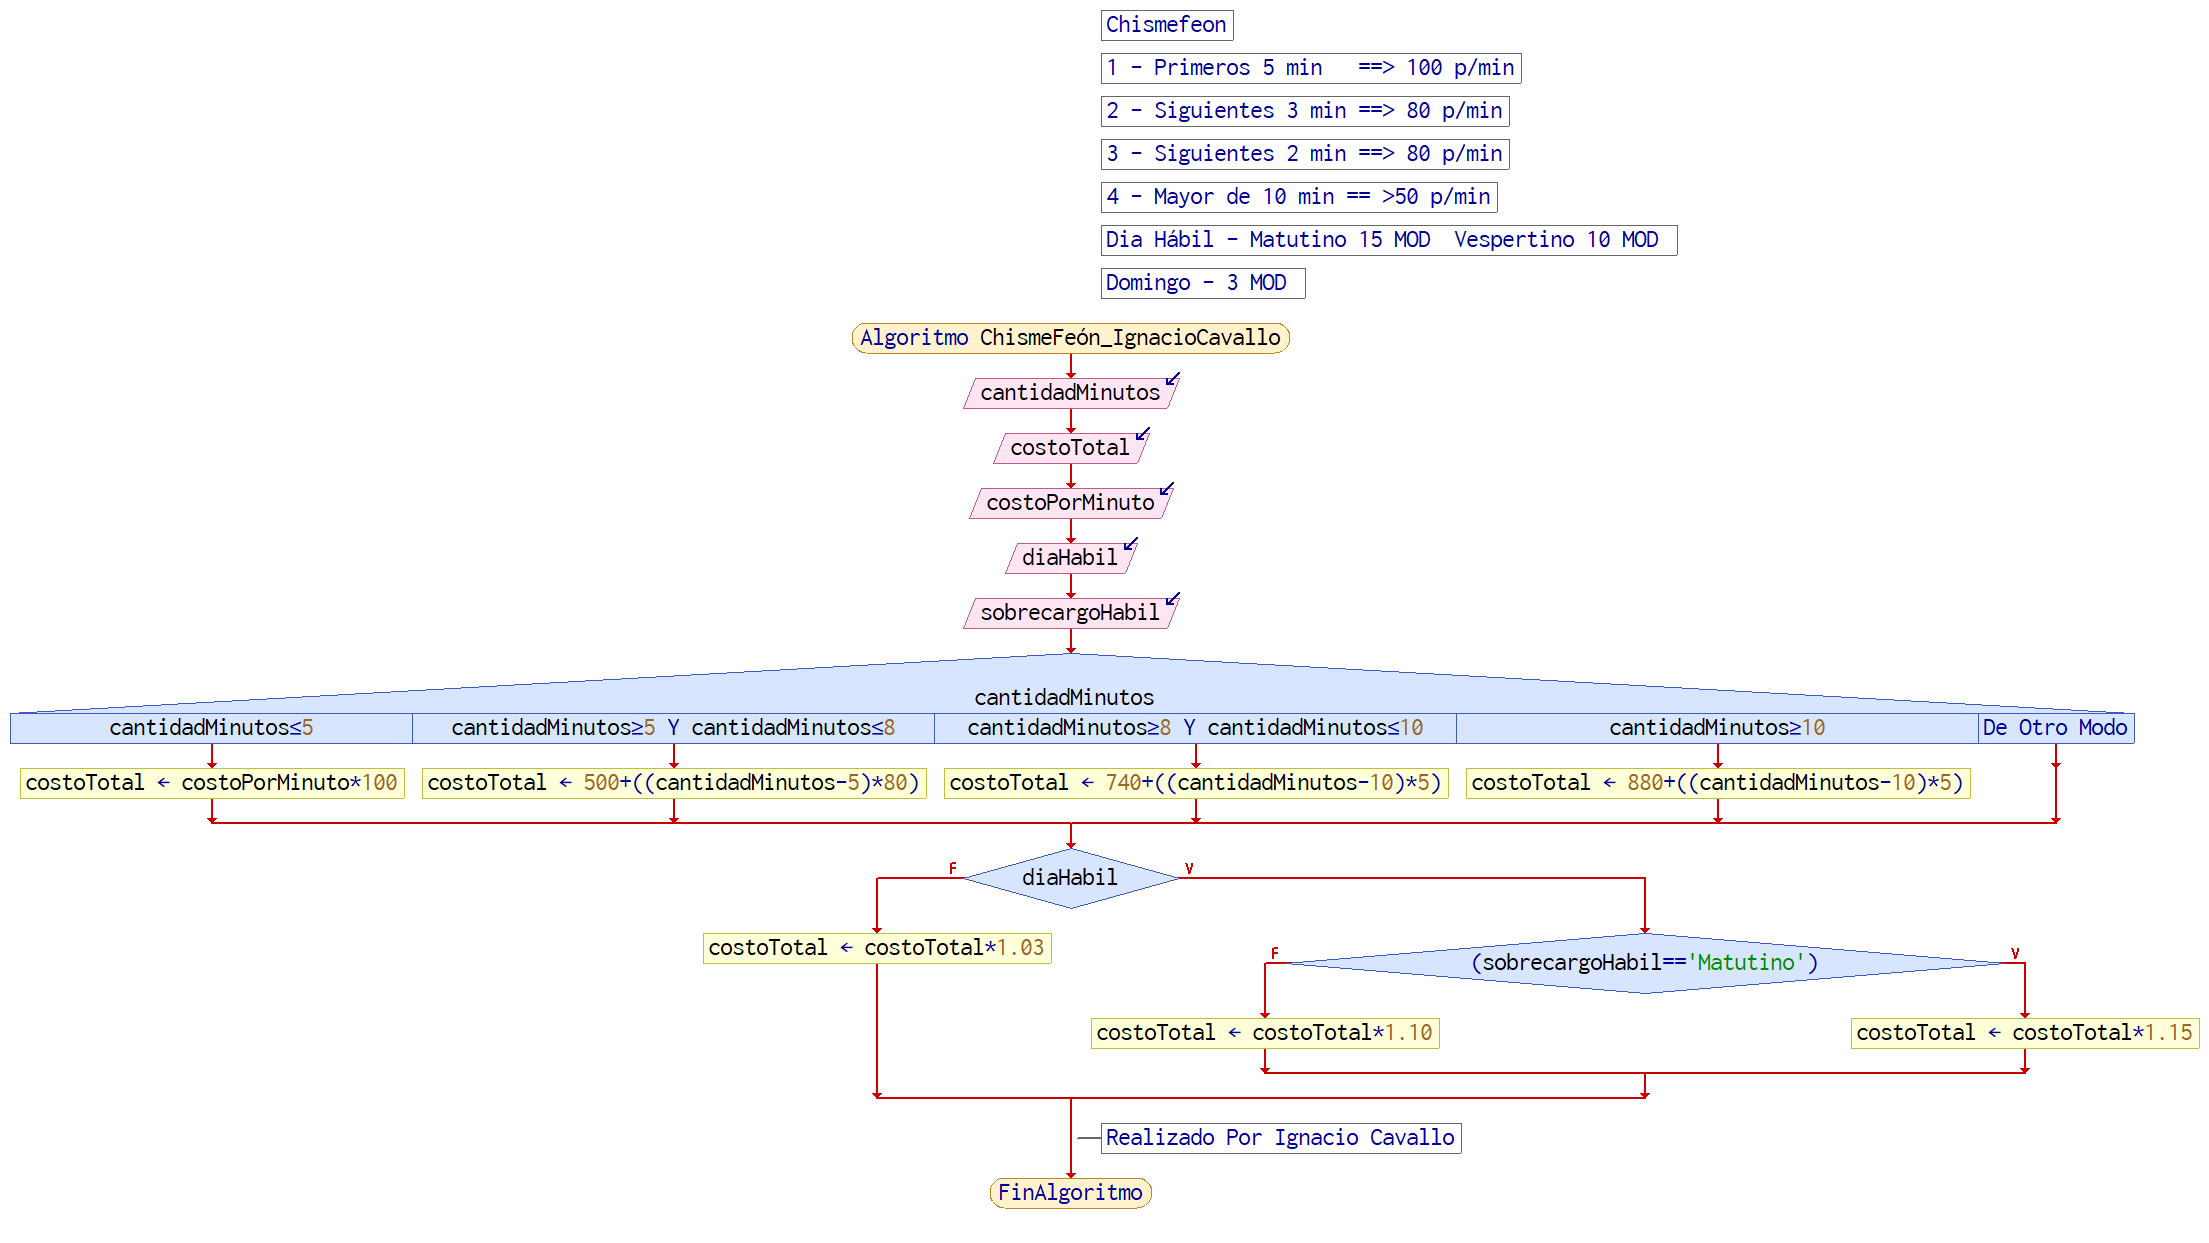 Chismefeon
1 - Primeros 5 min   ==> 100 p/min
2 - Siguientes 3 min ==> 80 p/min
3 - Siguientes 2 min ==> 80 p/min
4 - Mayor de 10 min == >50 p/min
Dia Hábil - Matutino 15 MOD  Vespertino 10 MOD
Domingo - 3 MOD
Algoritmo ChismeFeón_IgnacioCavallo
cantidadMinutos
costoTotal
costoPorMinuto
diaHabil
sobrecargoHabil
cantidadMinutos
cantidadMinutos≤5 cantidadMinutos≥5 Y cantidadMinutos≤8 cantidadMinutos≥8 Y cantidadMinutos≤10 cantidadMinutos≥10 De Otro Modo
costoTotal ← costoPorMinuto*100 costoTotal ← 500+((cantidadMinutos-5)*80) costoTotal ← 740+((cantidadMinutos-10)*5) costoTotal ← 880+((cantidadMinutos-10)*5)
F diaHabil V
costoTotal ← costoTotal*1.03
F (sobrecargoHabil=='Matutino') V
costoTotal ← costoTotal*1.10 costoTotal ← costoTotal*1.15
Realizado Por Ignacio Cavallo
FinAlgoritmo